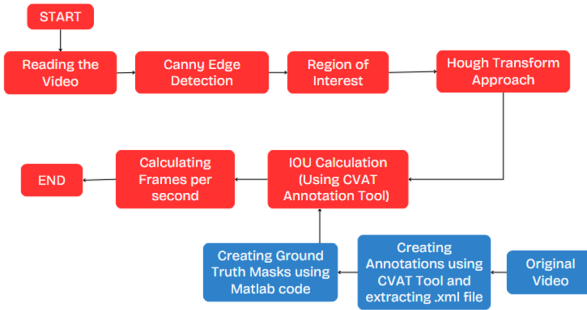 START
Reading the
Video
Canny Edge
Detection
Region of
Interest
Hough Transform
Approach
END
Calculating
Frames per
second
IOU Calculation
(Using CVAT
Annotation Tool)
Creating Ground
Truth Masks using
Matlab code
Creating
Annotations using
CVAT Tool and
extracting .xml file
Original
Video